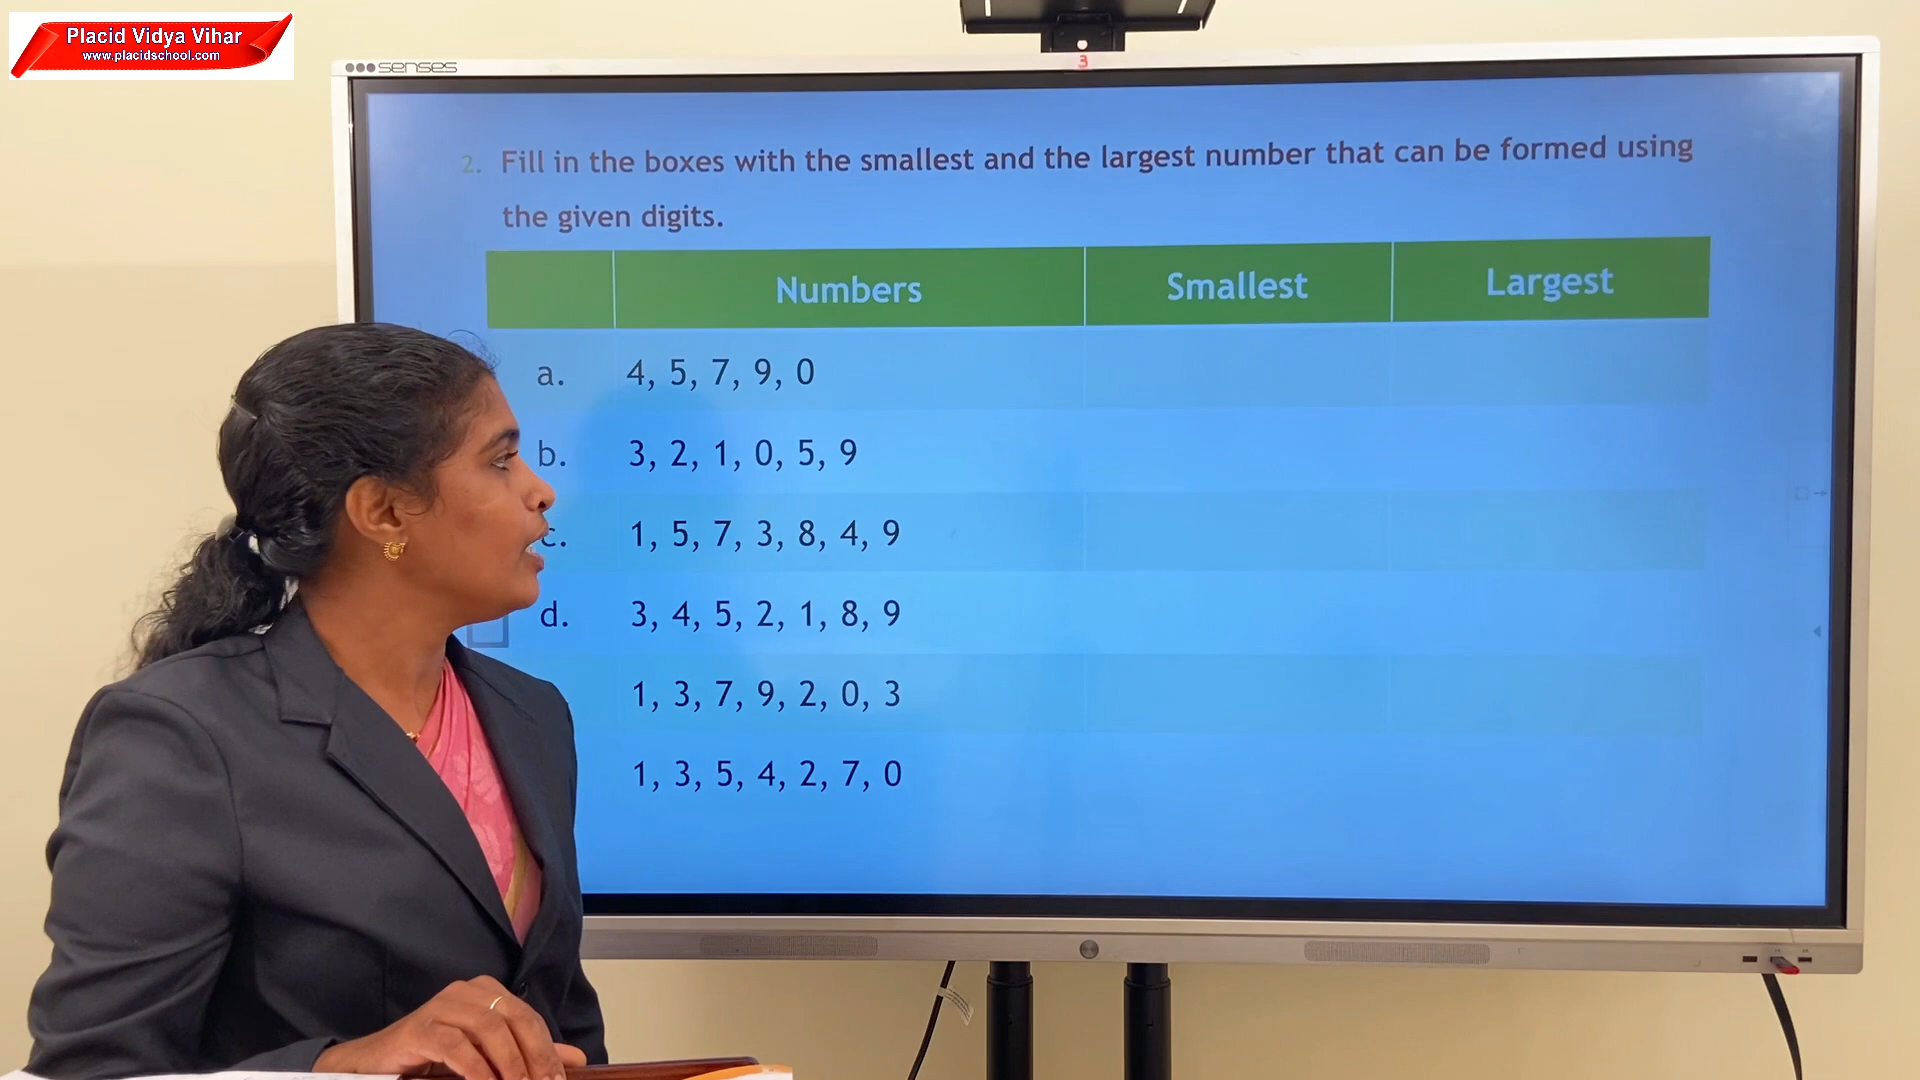 Placid Vidya Vihar
www.placidschool.com
senses
3
2. Fill in the boxes with the smallest and the largest number that can be formed using
the given digits.
Numbers Smallest Largest
a. 4, 5, 7, 9, 0
b. 3, 2, 1, 0, 5, 9
c. 1, 5, 7, 3, 8, 4, 9
d. 3, 4, 5, 2, 1, 8, 9
1, 3, 7, 9, 2, 0, 3
1, 3, 5, 4, 2, 7, 0